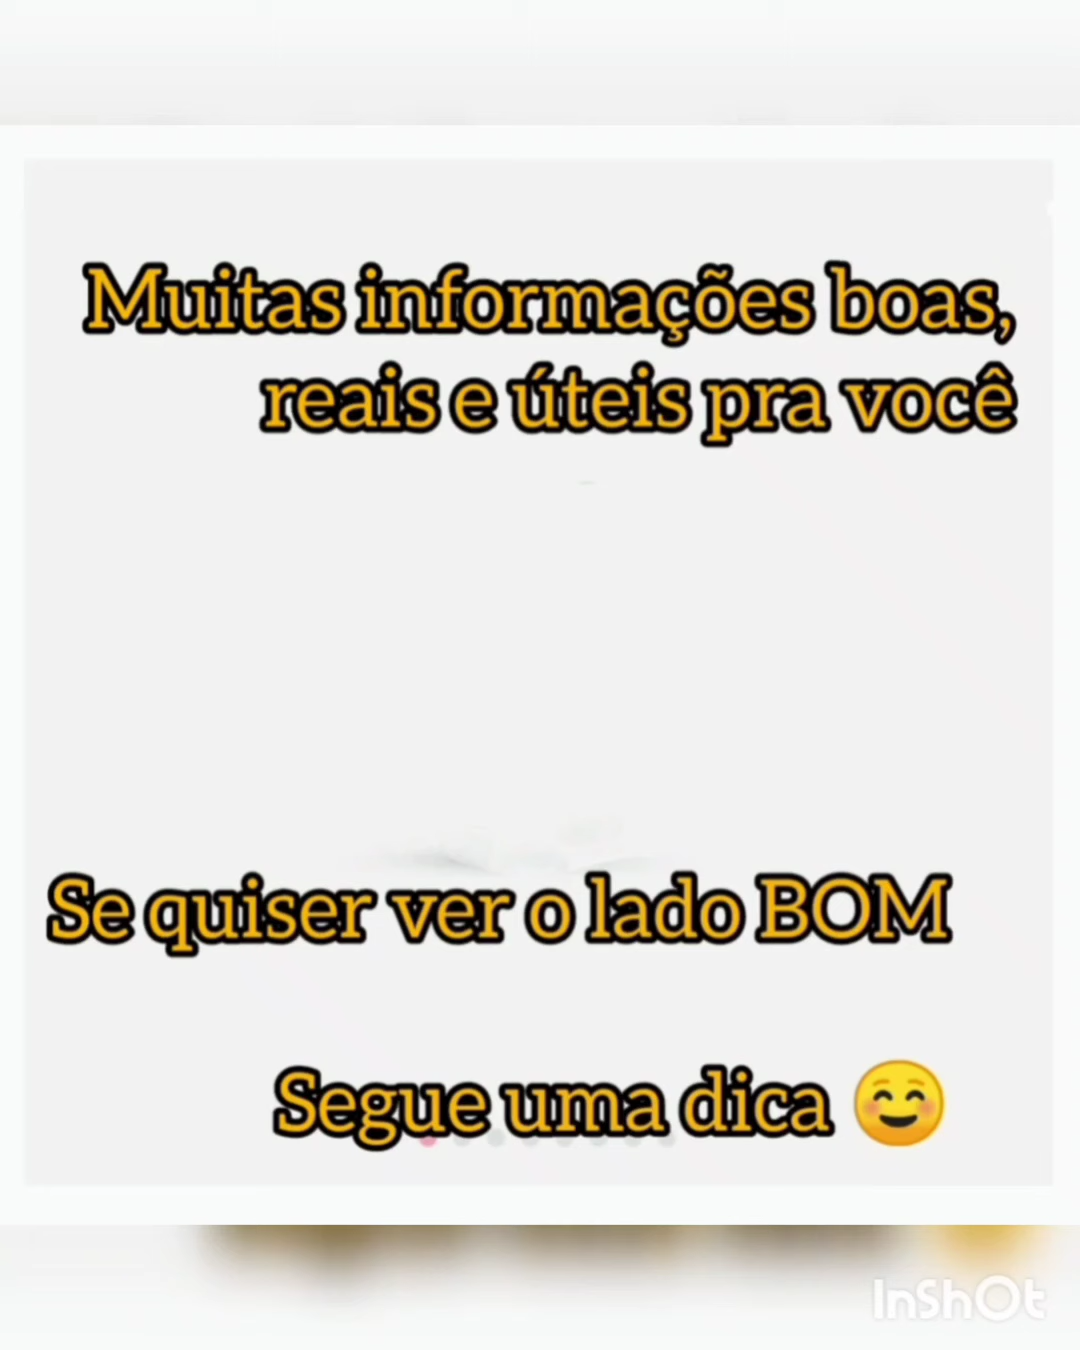 Muitas informações boas,
reais e úteis pra você
Se quiser ver o lado BOM
Segue uma dica ☺️
InShOt